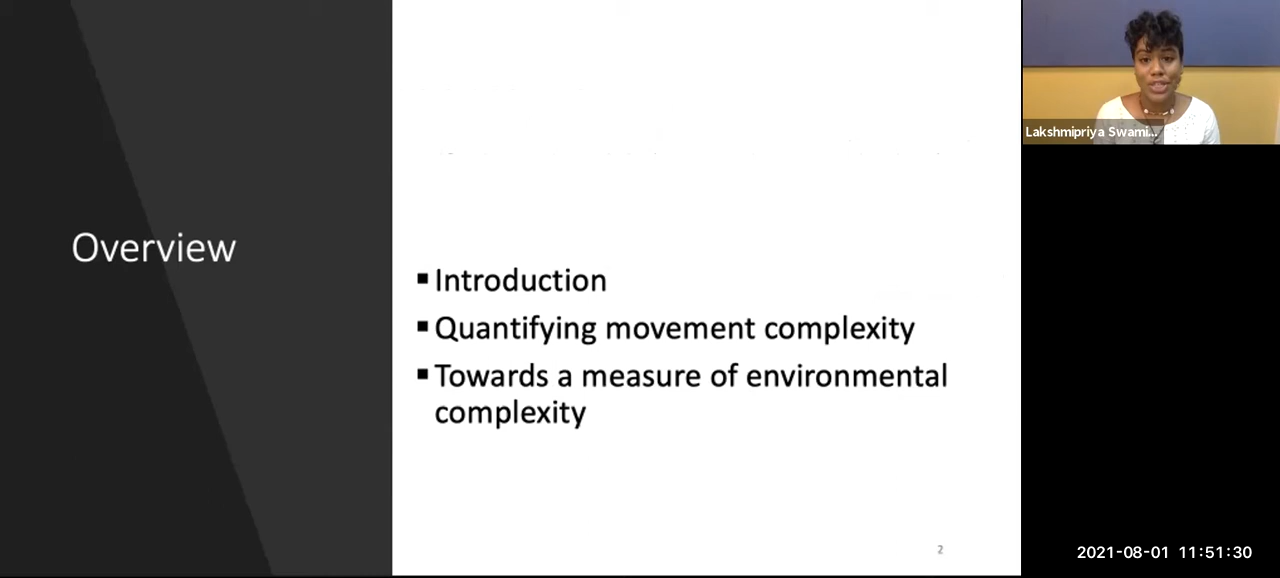 Overview
Introduction
Quantifying movement complexity
Towards a measure of environmental
complexity
2
Lakshmipriya Swami...
2021-08-01 11:51:30